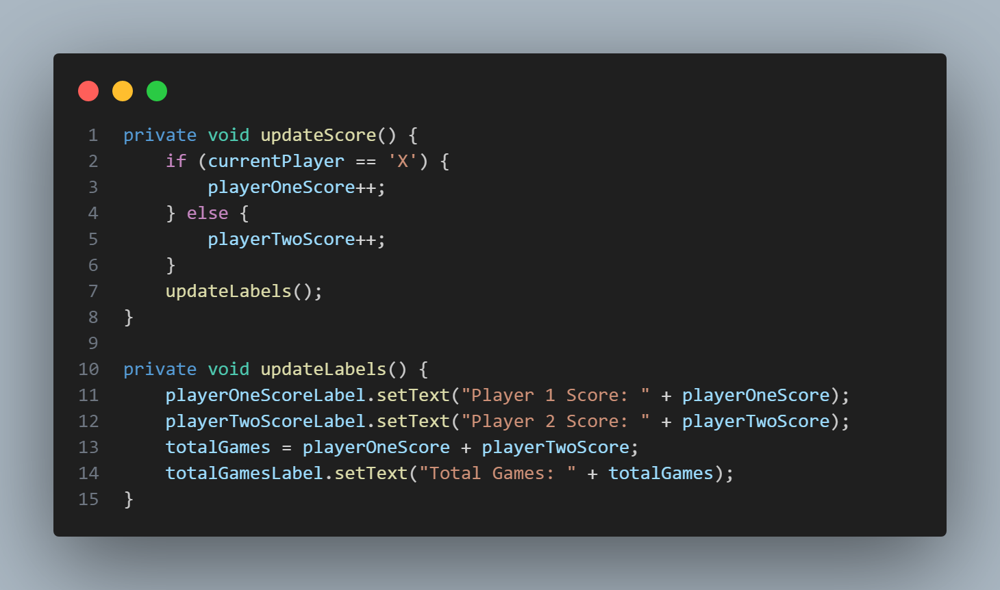 1 private void updateScore() {
2     if (currentPlayer == 'X') {
3         playerOneScore++;
4     } else {
5         playerTwoScore++;
6     }
7     updateLabels();
8 }
9
10 private void updateLabels() {
11     playerOneScoreLabel.setText("Player 1 Score: " + playerOneScore);
12     playerTwoScoreLabel.setText("Player 2 Score: " + playerTwoScore);
13     totalGames = playerOneScore + playerTwoScore;
14     totalGamesLabel.setText("Total Games: " + totalGames);
15 }